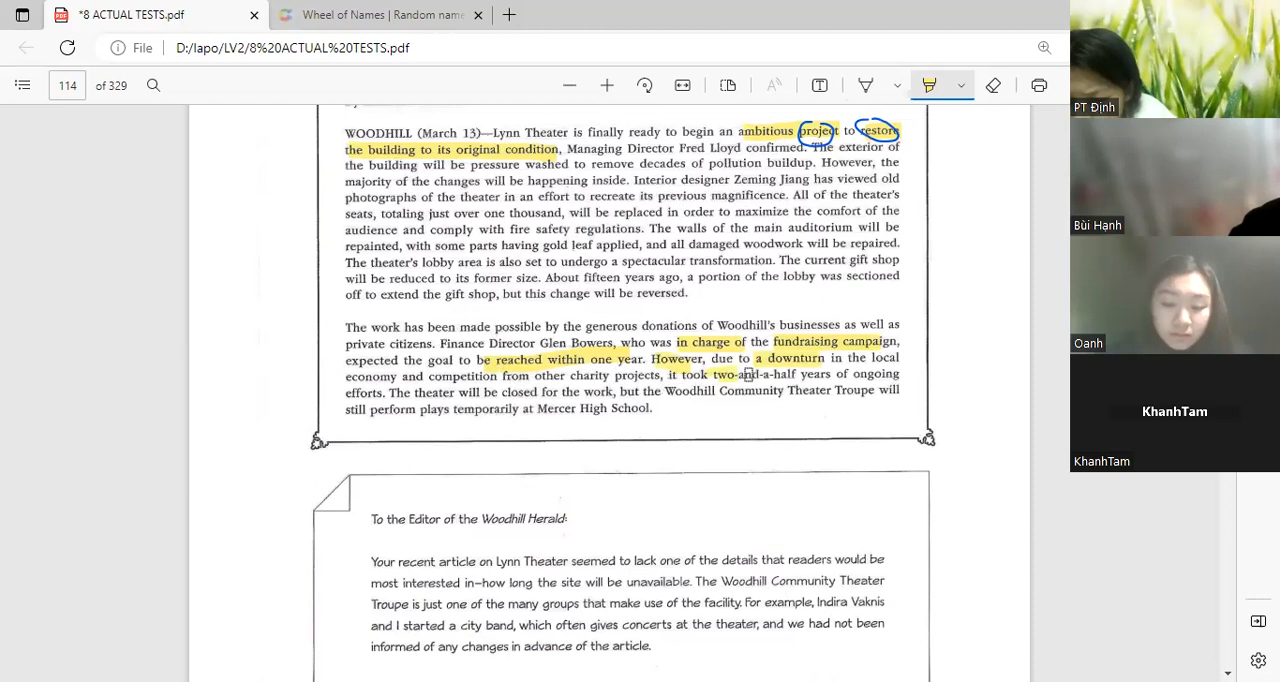 *8 ACTUAL TESTS.pdf
Wheel of Names | Random name
File
D:/lapo/LV2/8%20ACTUAL%20TESTS.pdf
114 of 329
WOODHILL (March 13)—Lynn Theater is finally ready to begin an ambitious project to restore
the building to its original condition, Managing Director Fred Lloyd confirmed. The exterior of
the building will be pressure washed to remove decades of pollution buildup. However, the
majority of the changes will be happening inside. Interior designer Zeming Jiang has viewed old
photographs of the theater in an effort to recreate its previous magnificence. All of the theater's
seats, totaling just over one thousand, will be replaced in order to maximize the comfort of the
audience and comply with fire safety regulations. The walls of the main auditorium will be
repainted, with some parts having gold leaf applied, and all damaged woodwork will be repaired.
The theater's lobby area is also set to undergo a spectacular transformation. The current gift shop
will be reduced to its former size. About fifteen years ago, a portion of the lobby was sectioned
off to extend the gift shop, but this change will be reversed.
The work has been made possible by the generous donations of Woodhill's businesses as well as
private citizens. Finance Director Glen Bowers, who was in charge of the fundraising campaign,
expected the goal to be reached within one year. However, due to a downturn in the local
economy and competition from other charity projects, it took two-and-a-half years of ongoing
efforts. The theater will be closed for the work, but the Woodhill Community Theater Troupe will
still perform plays temporarily at Mercer High School.
To the Editor of the Woodhill Herald:
Your recent article on Lynn Theater seemed to lack one of the details that readers would be
most interested in—how long the site will be unavailable. The Woodhill Community Theater
Troupe is just one of the many groups that make use of the facility. For example, Indira Vaknis
and I started a city band, which often gives concerts at the theater, and we had not been
informed of any changes in advance of the article.
PT Định
Bùi Hạnh
Oanh
KhanhTam
KhanhTam